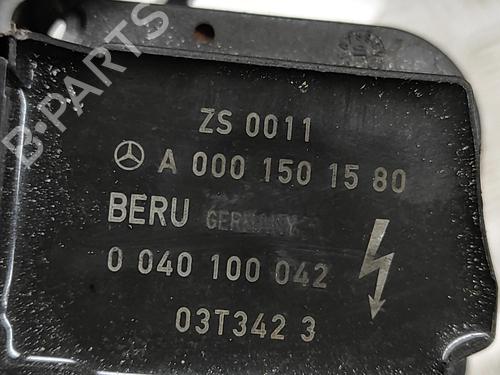 B-PARTS
ZS 0011
A 000 150 15 80
BERU GERMANY
0 040 100 042
03T342 3